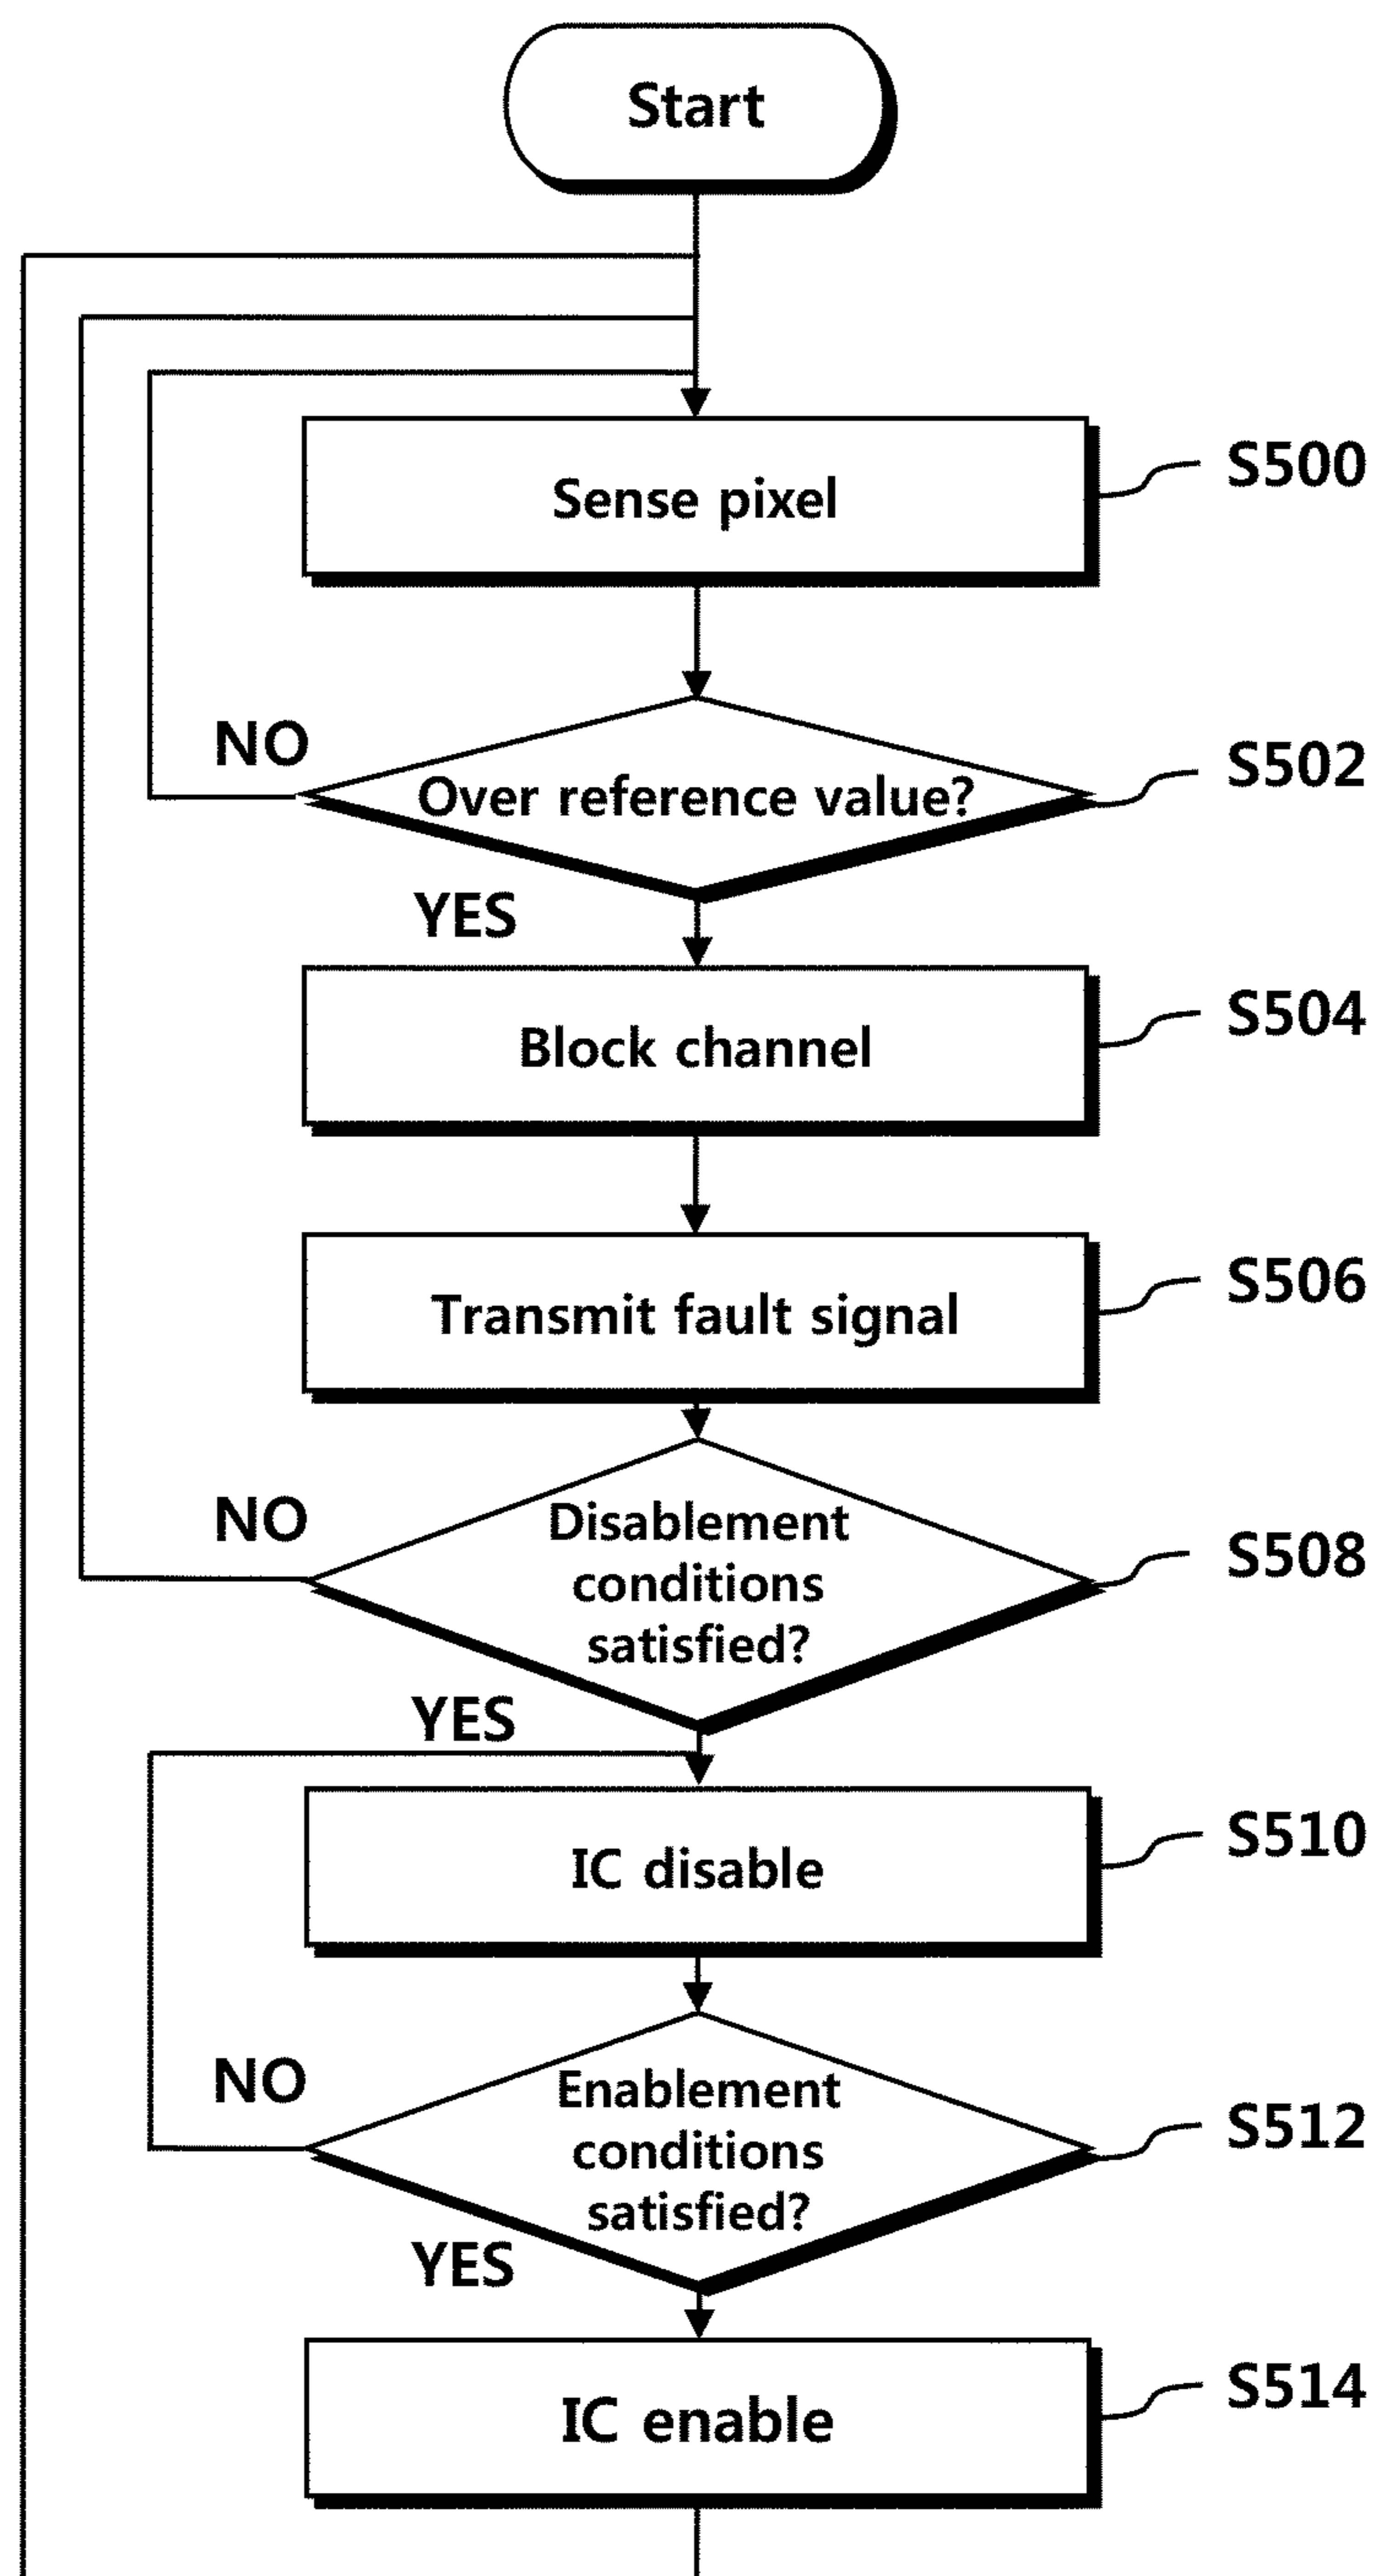 Start
Sense pixel
S500
NO
Over reference value?
S502
YES
Block channel
S504
Transmit fault signal
S506
NO
Disablement
conditions
satisfied?
S508
YES
IC disable
S510
NO
Enablement
conditions
satisfied?
S512
YES
IC enable
S514